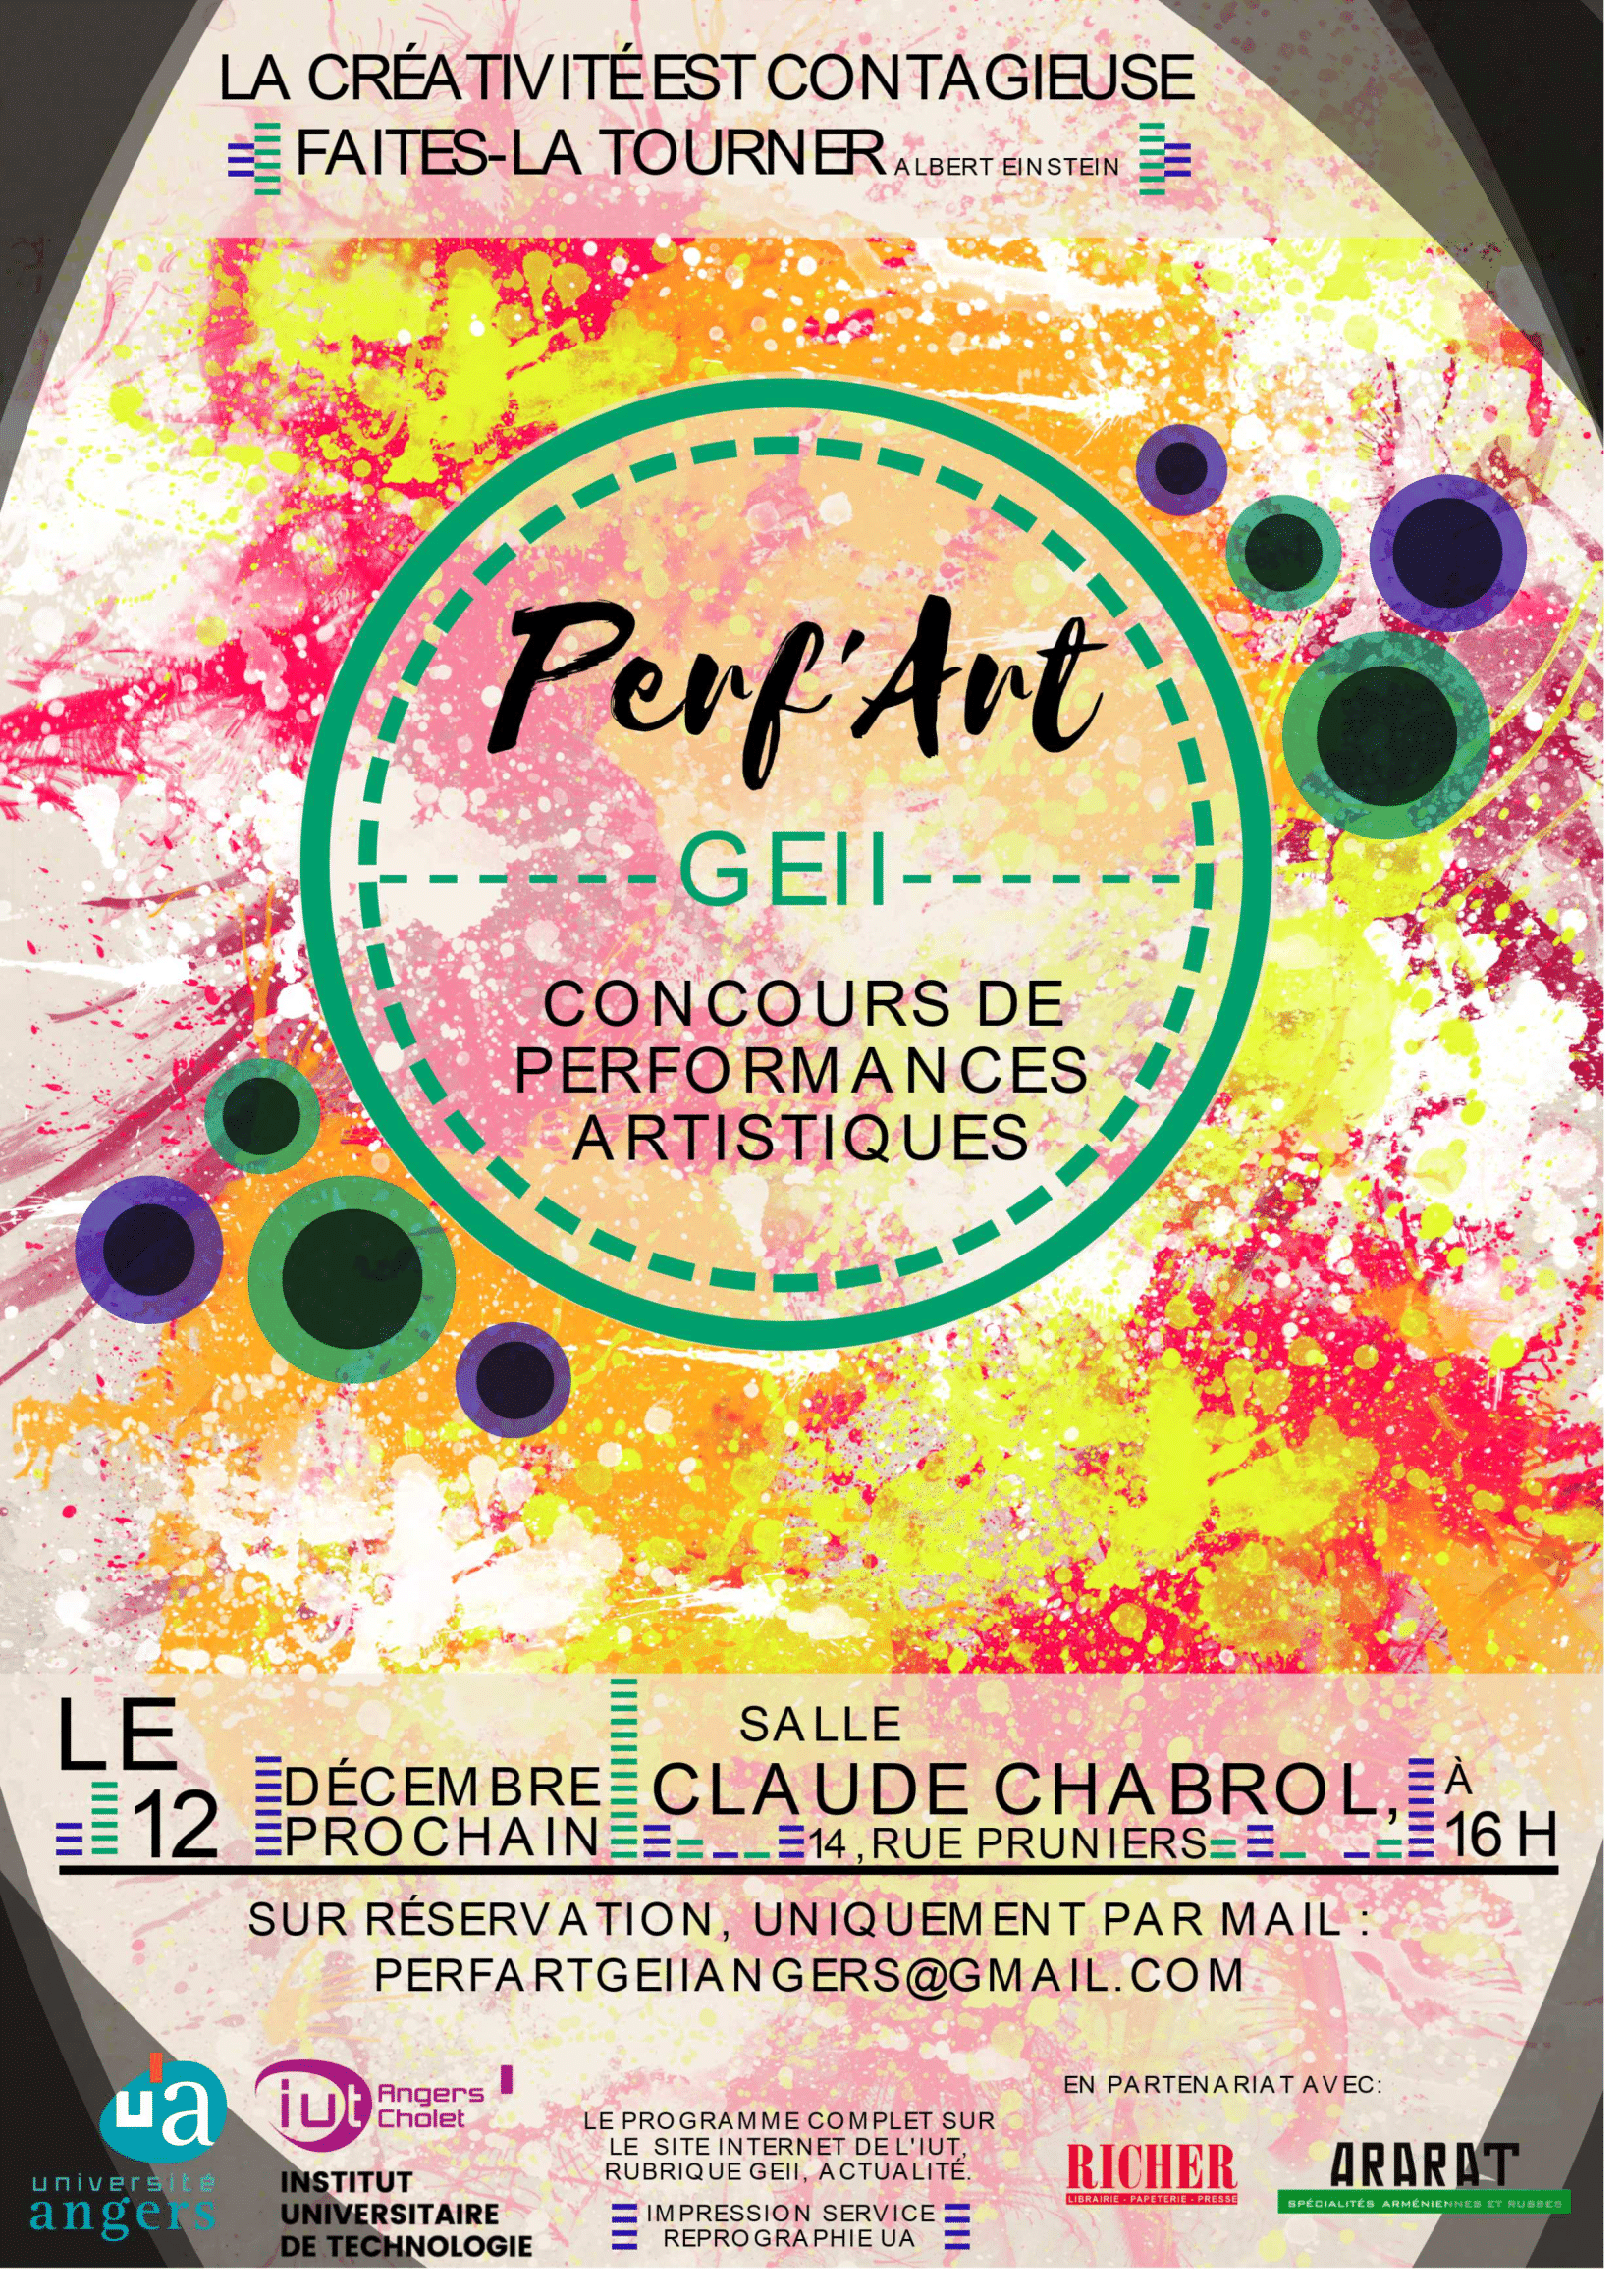 LA CRÉATIVITÉ EST CONTAGIEUSE
FAITES-LA TOURNER ALBERT EINSTEIN
Perf'Art
GEII
CONCOURS DE
PERFORMANCES
ARTISTIQUES
LE
12
DÉCEMBRE
PROCHAIN
SALLE
CLAUDE CHABROL,
14, RUE PRUNIERS
À
16 H
SUR RÉSERVATION, UNIQUEMENT PAR MAIL :
PERFARTGEIIANGERS@GMAIL.COM
ua
université
angers
iut Angers
Cholet
INSTITUT
UNIVERSITAIRE
DE TECHNOLOGIE
LE PROGRAMME COMPLET SUR
LE SITE INTERNET DE L'IUT,
RUBRIQUE GEII, ACTUALITÉ.
IMPRESSION SERVICE
REPROGRAPHIE UA
EN PARTENARIAT AVEC:
RICHER
LIBRAIRIE - PAPETERIE - PRESSE
ARARAT
SPÉCIALITÉS ARMÉNIENNES ET RUSSES